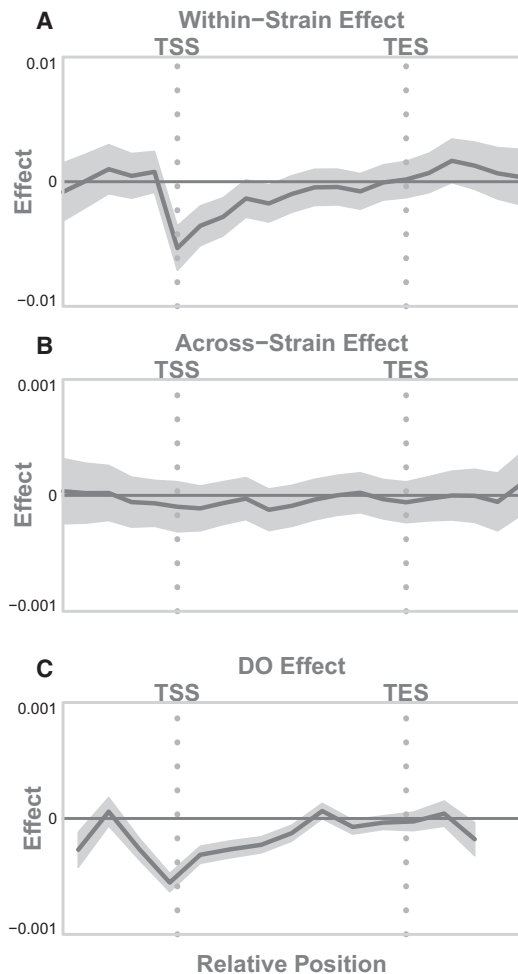 A Within−Strain Effect
TSS TES
0.01
0
−0.01
Effect
B Across−Strain Effect
TSS TES
0.001
0
−0.001
Effect
C DO Effect
TSS TES
0.001
0
−0.001
Effect
Relative Position